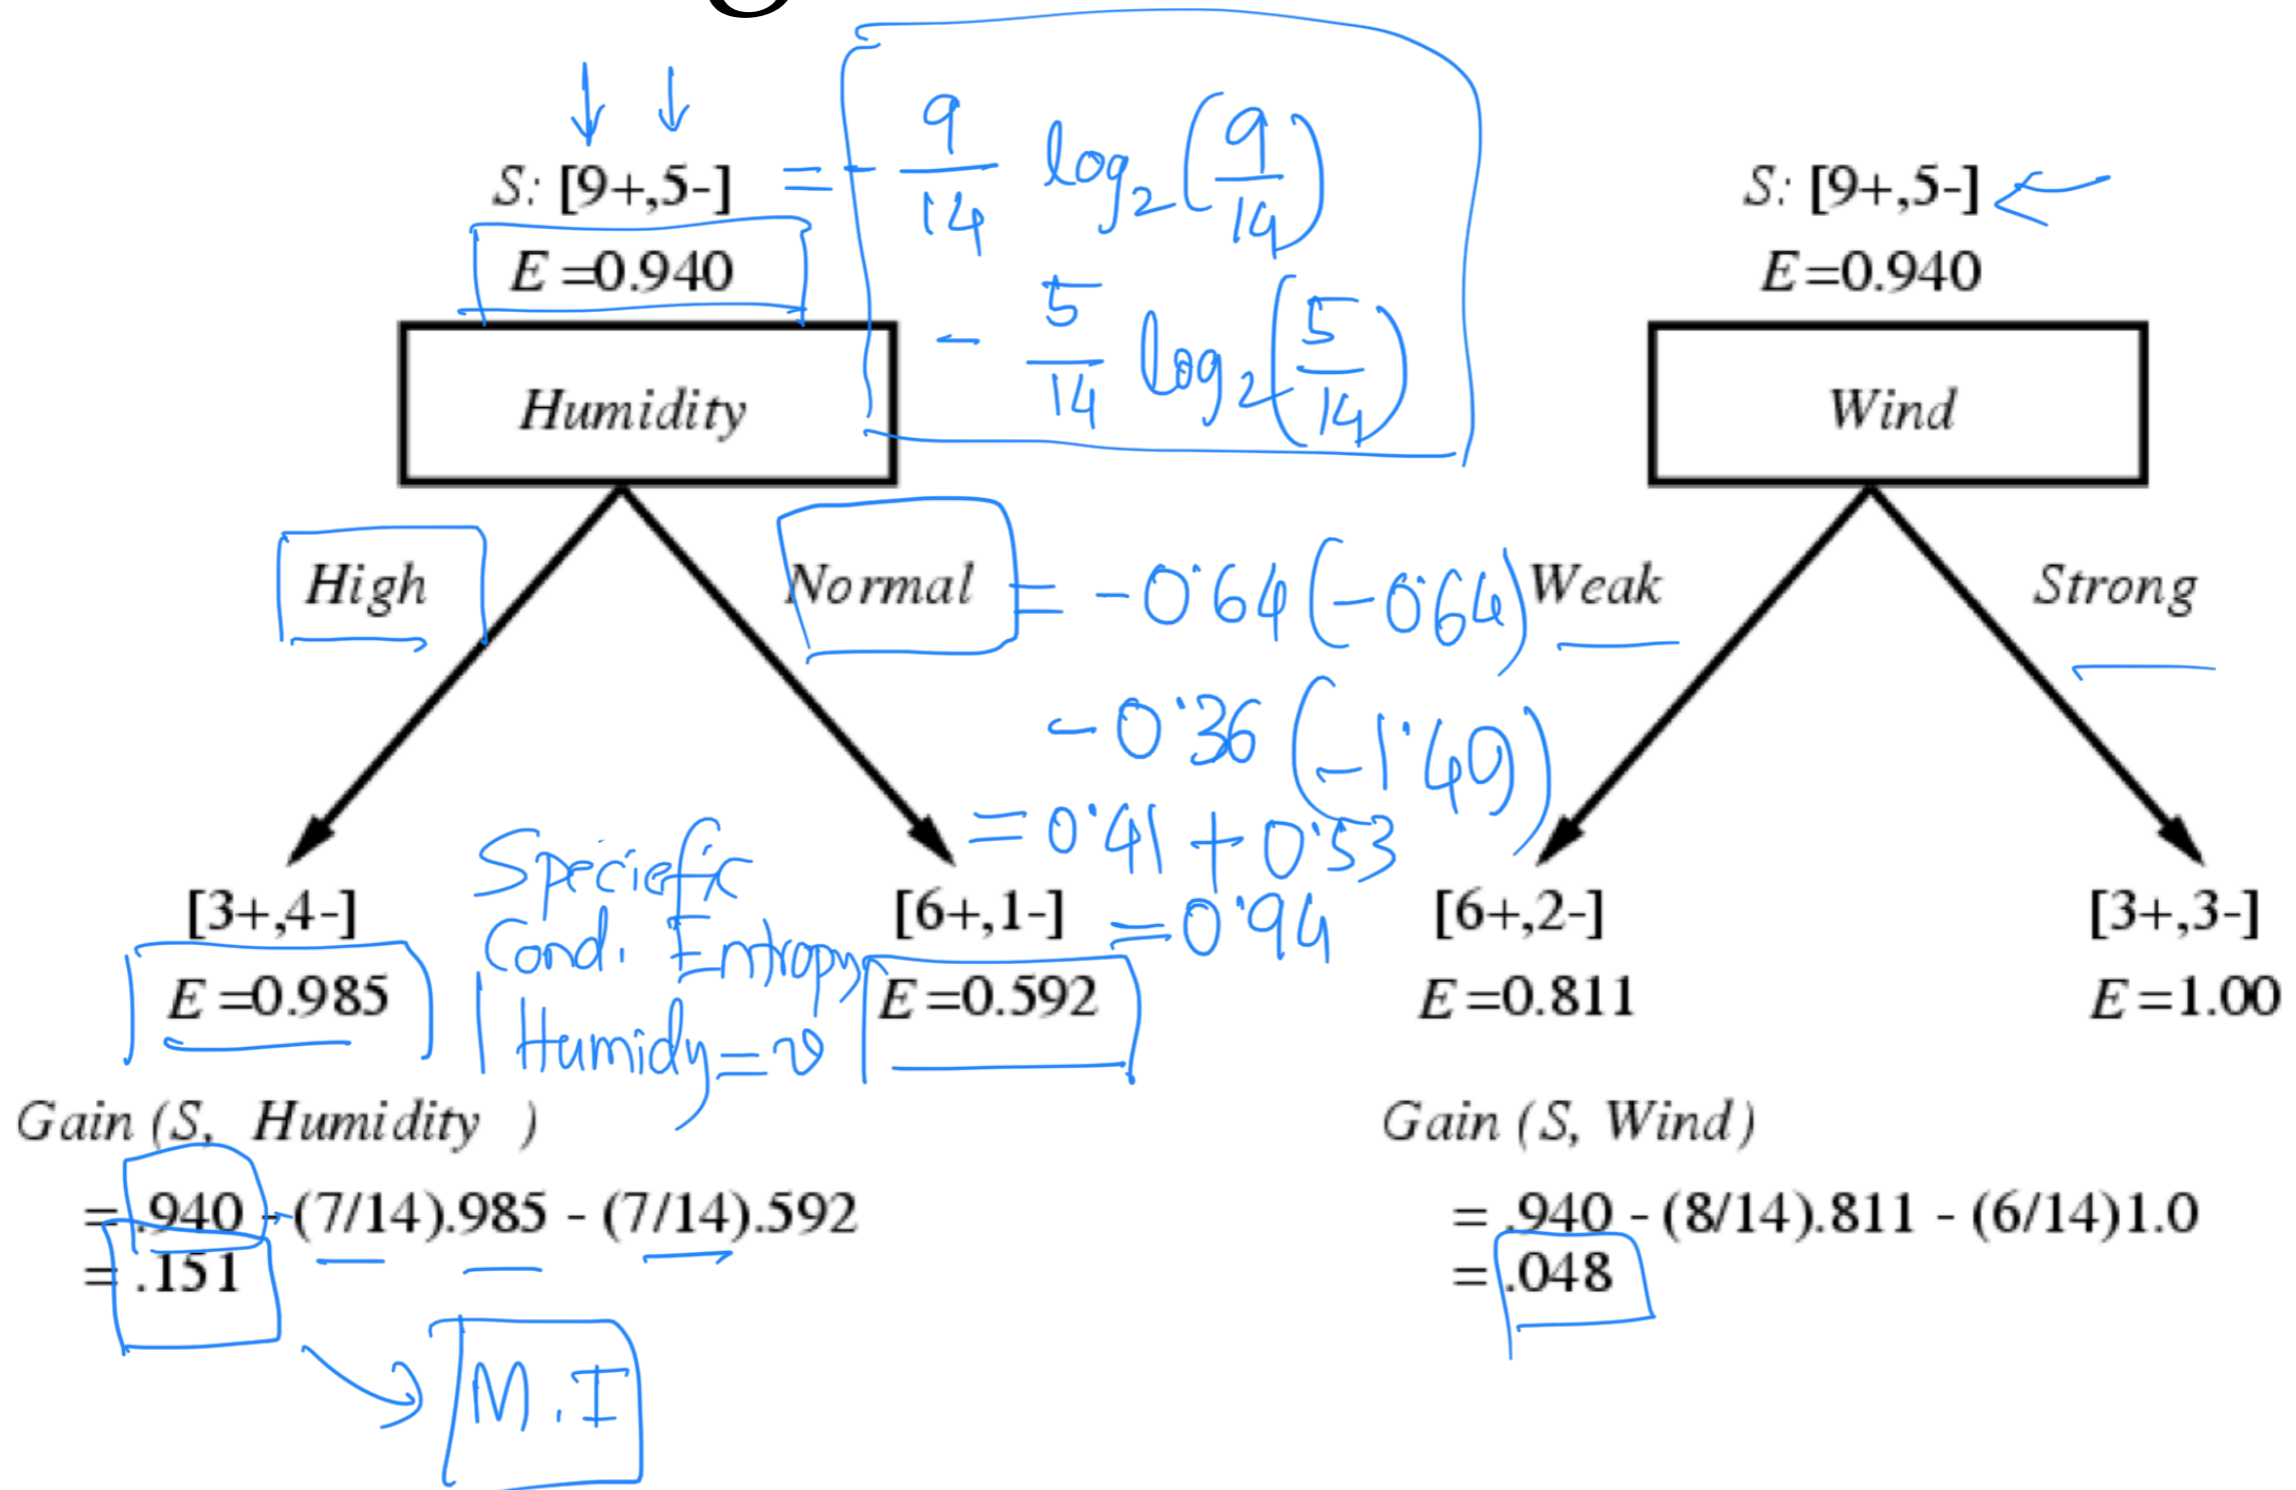 S: [9+,5-]
E =0.940
Humidity
High
Normal
[3+,4-]
E =0.985
[6+,1-]
E =0.592
Gain (S, Humidity )
= .940 - (7/14).985 - (7/14).592
= .151
M.I
= - 9/14 log₂(9/14)
- 5/14 log₂(5/14)
= -0.64(-0.64)
-0.36(-1.49)
= 0.41 + 0.53
= 0.94
Speciefic
Cond. Entropy
Humidy=v
S: [9+,5-]
E =0.940
Wind
Weak
Strong
[6+,2-]
E =0.811
[3+,3-]
E =1.00
Gain (S, Wind)
= .940 - (8/14).811 - (6/14)1.0
= .048